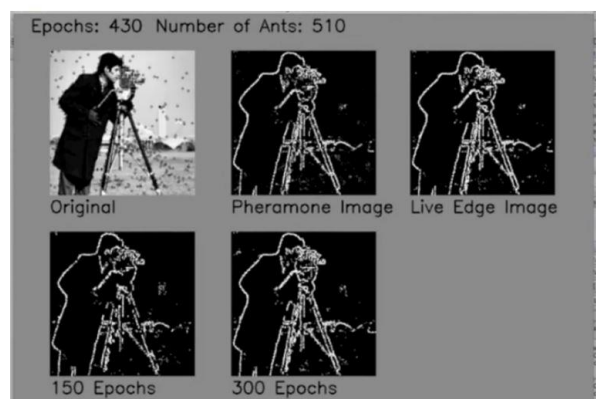 Epochs: 430 Number of Ants: 510
Original
Pheramone Image
Live Edge Image
150 Epochs
300 Epochs